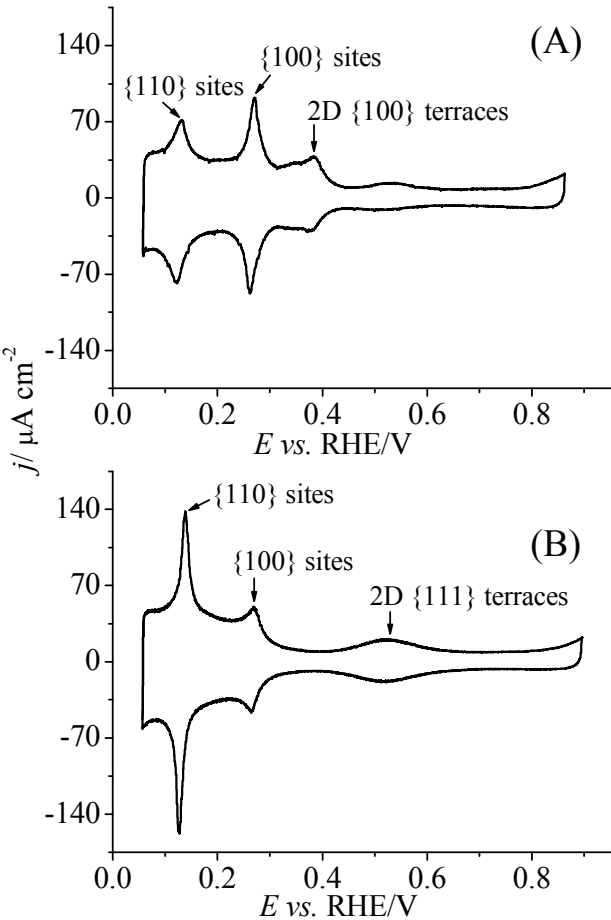 140
70
0
-70
-140
(A)
{110} sites
{100} sites
2D {100} terraces
0.0
0.2
0.4
0.6
0.8
E vs. RHE/V
j/ μA cm-2
140
70
0
-70
-140
(B)
{110} sites
{100} sites
2D {111} terraces
0.0
0.2
0.4
0.6
0.8
E vs. RHE/V